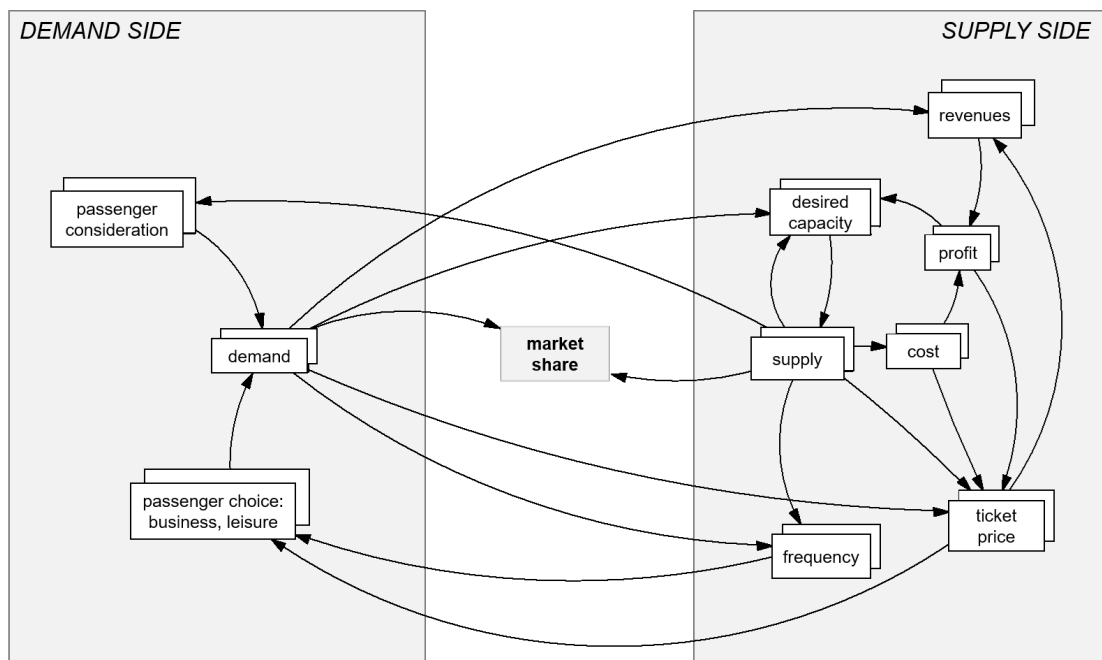 DEMAND SIDE
SUPPLY SIDE
revenues
passenger
consideration
desired
capacity
profit
demand
market
share
supply
cost
passenger choice:
business, leisure
frequency
ticket
price